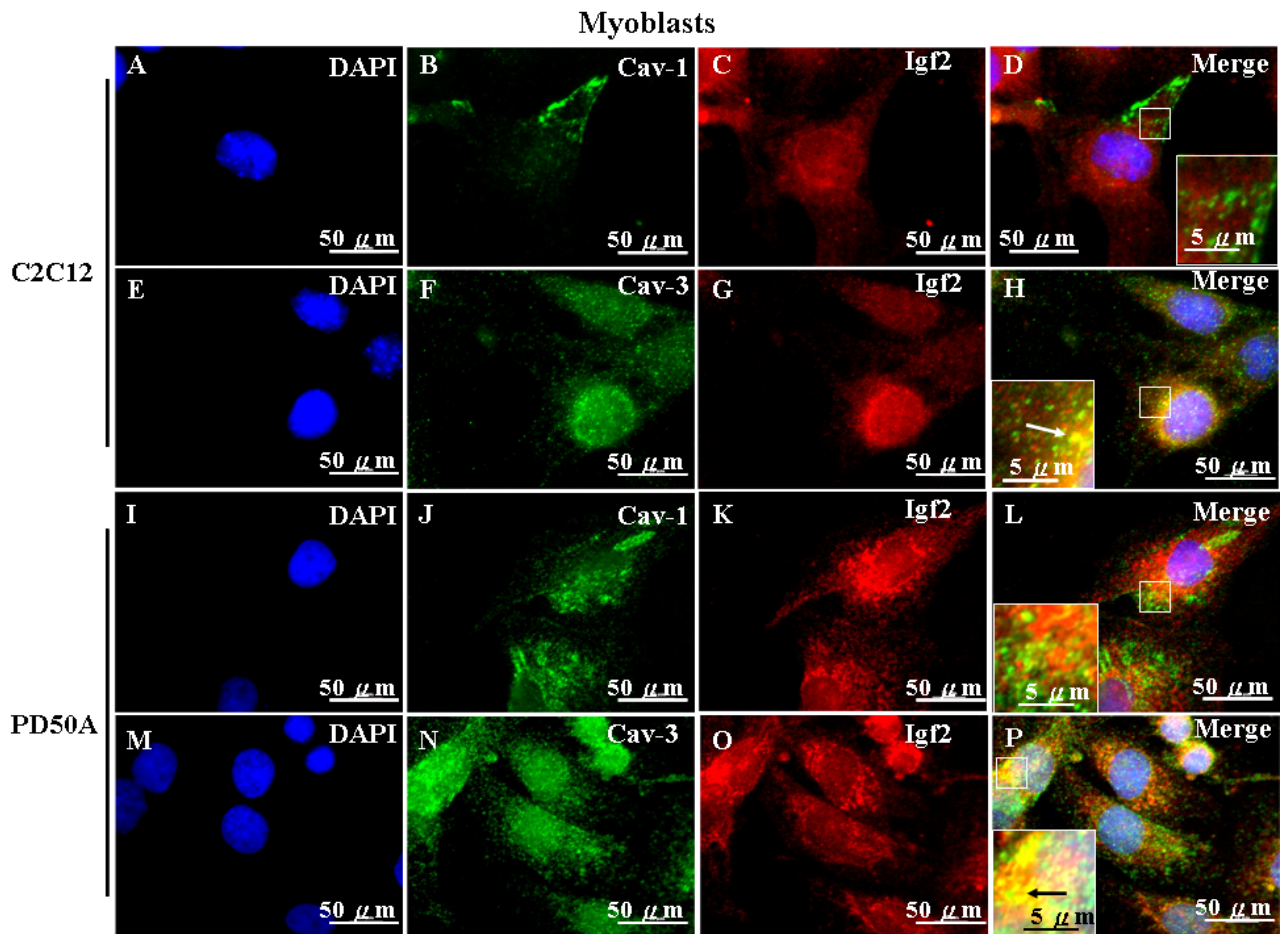 Myoblasts
C2C12
A DAPI
50 μm
B Cav-1
50 μm
C Igf2
50 μm
D Merge
50 μm
5 μm
E DAPI
50 μm
F Cav-3
50 μm
G Igf2
50 μm
H Merge
5 μm
50 μm
PD50A
I DAPI
50 μm
J Cav-1
50 μm
K Igf2
50 μm
L Merge
5 μm
50 μm
M DAPI
50 μm
N Cav-3
50 μm
O Igf2
50 μm
P Merge
5 μm
50 μm